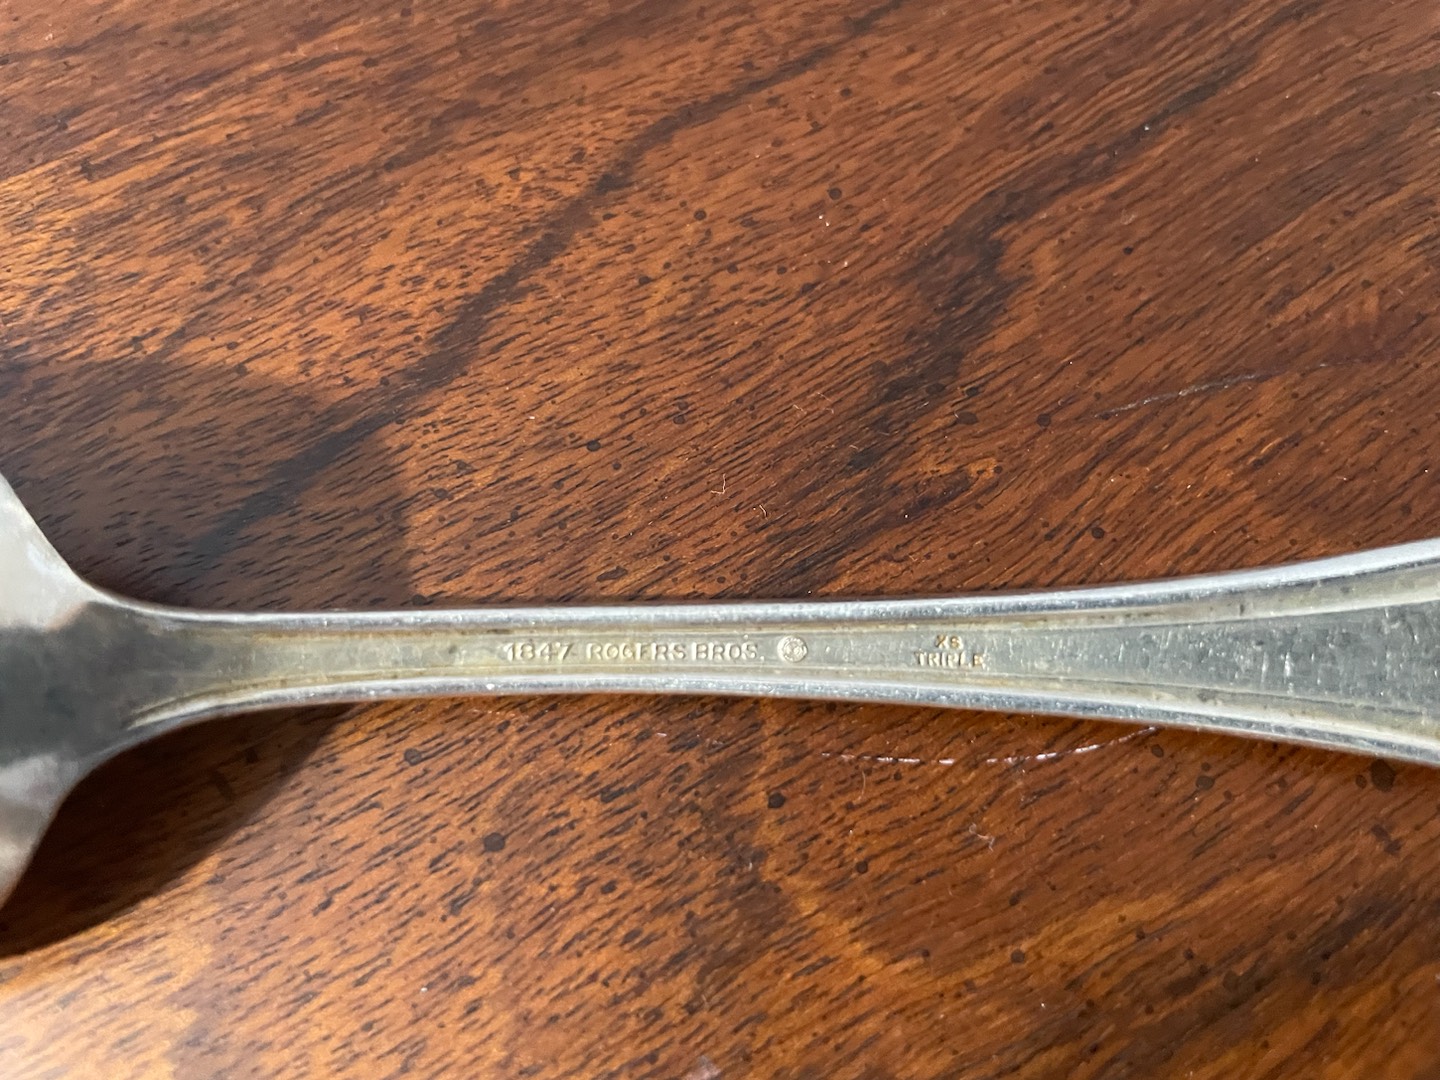 1847 ROGERS BROS.
XS
TRIPLE